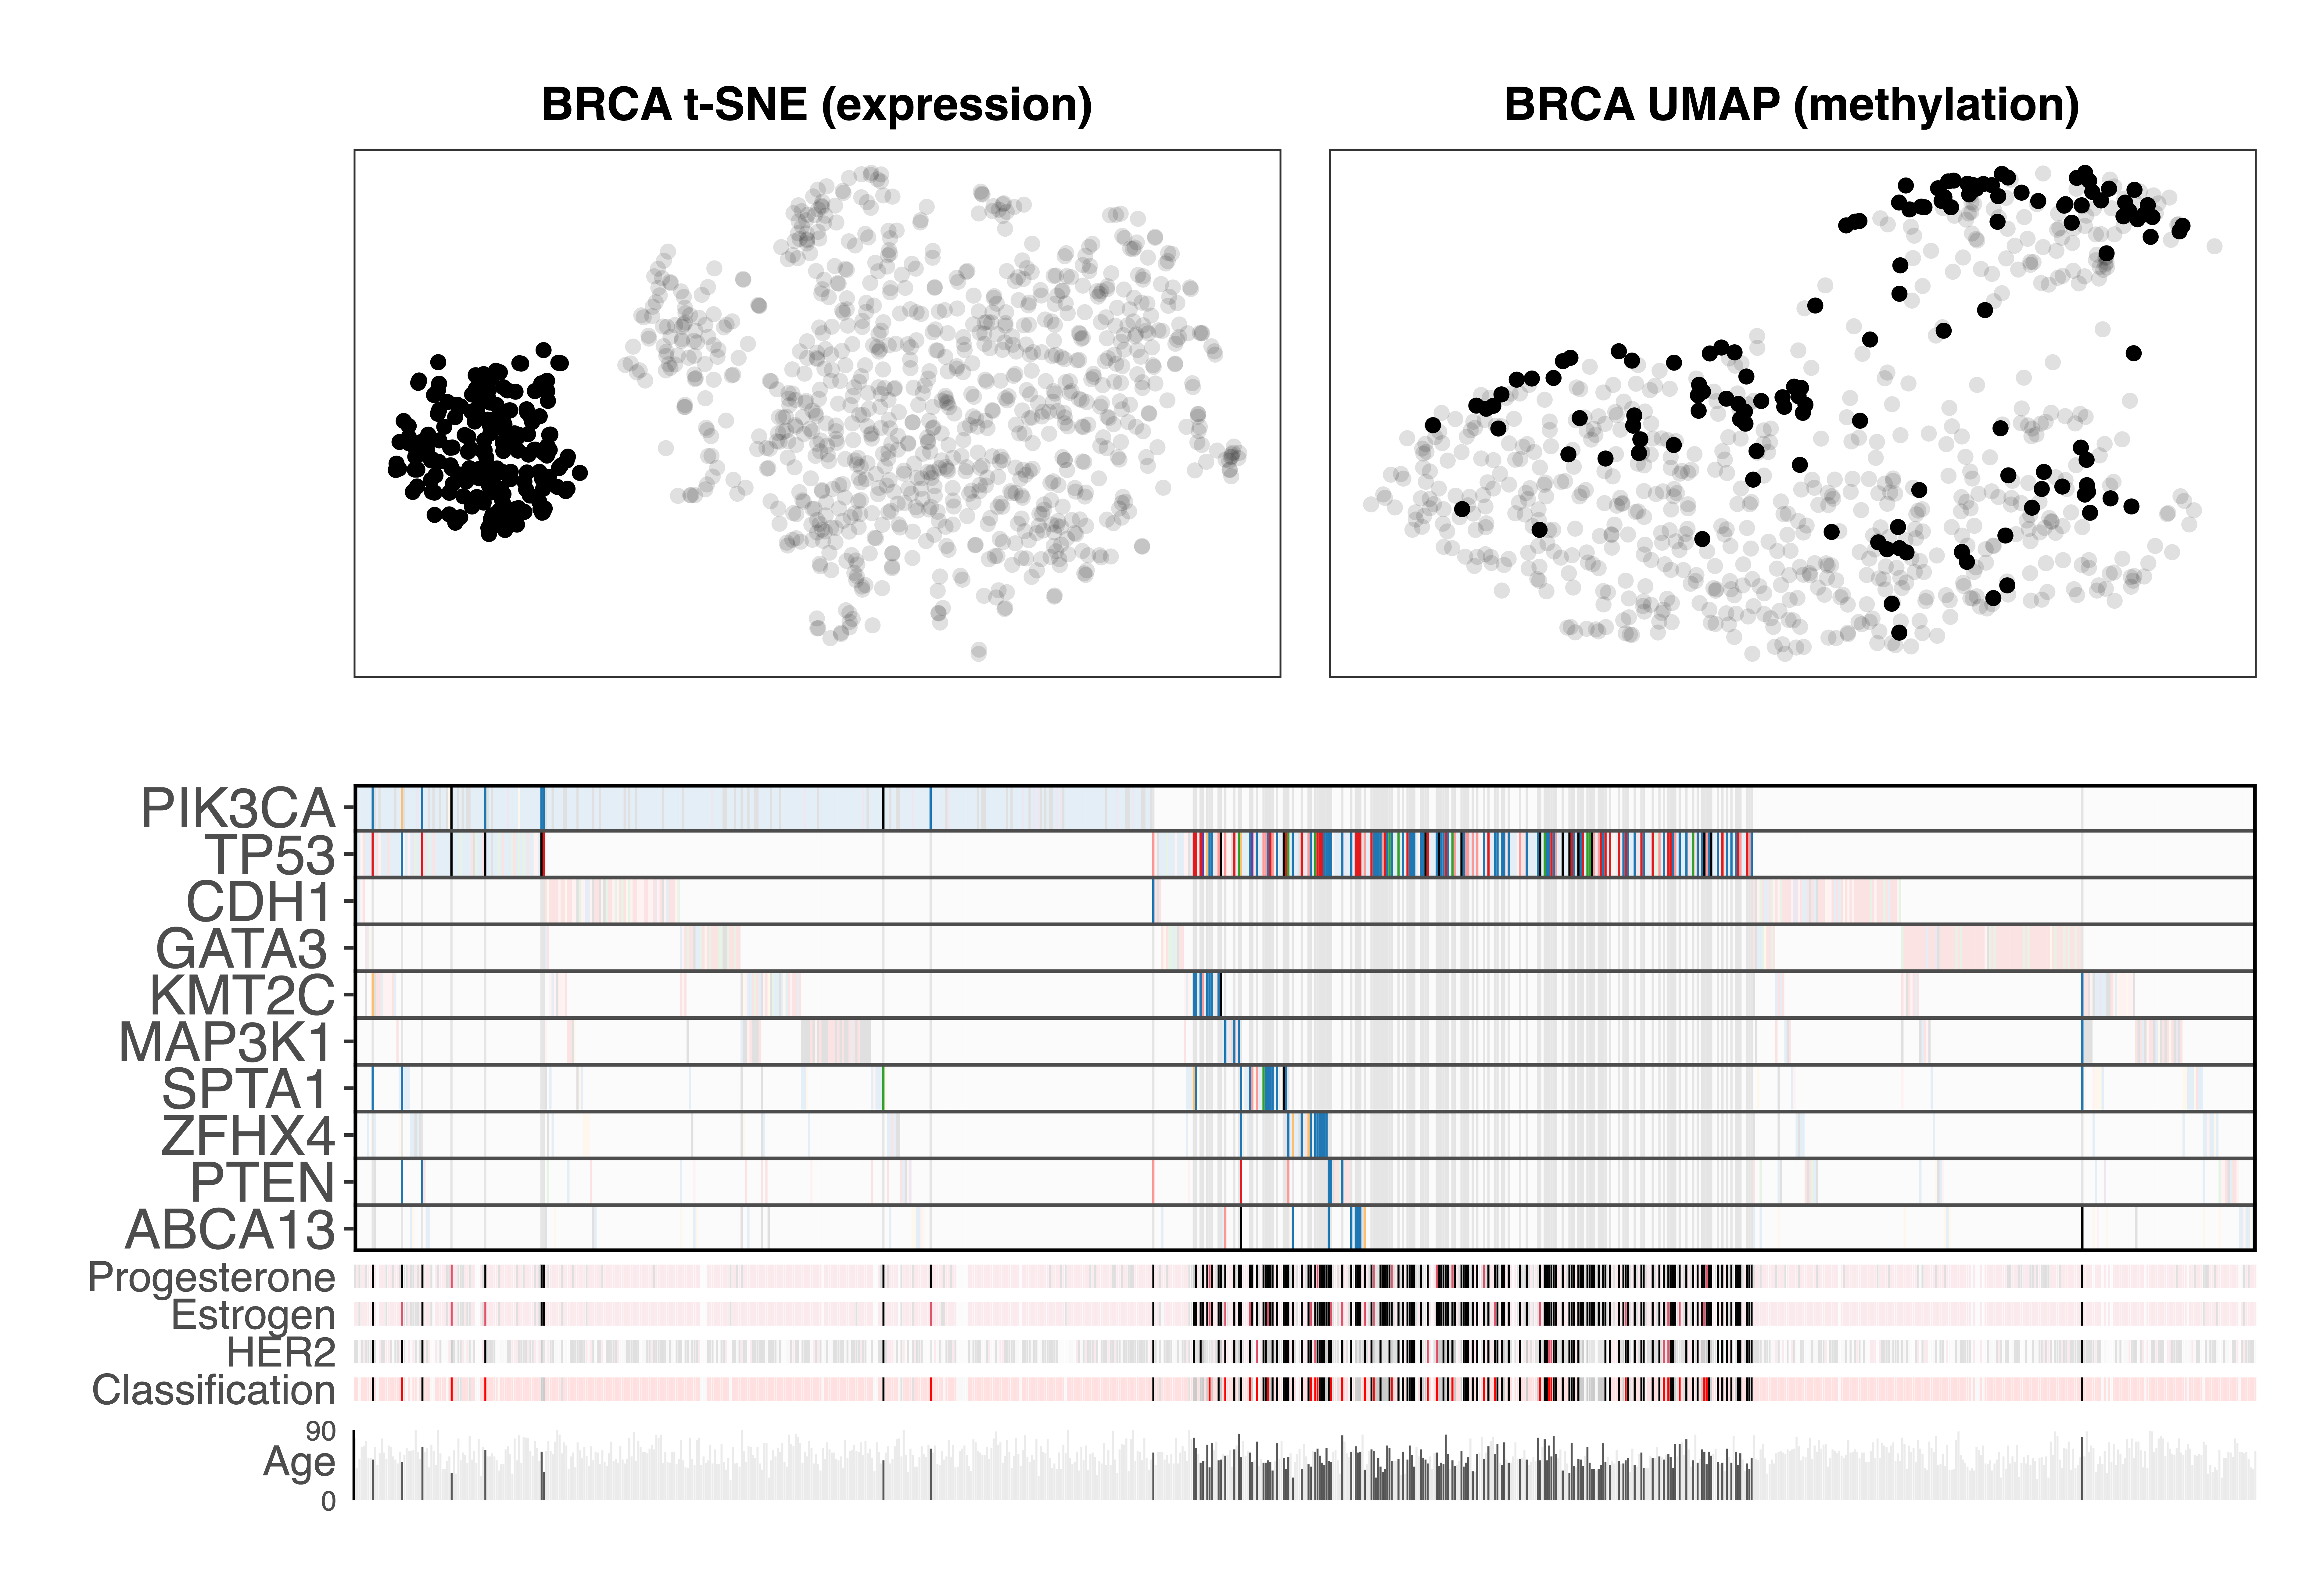 BRCA t-SNE (expression)
BRCA UMAP (methylation)
PIK3CA
TP53
CDH1
GATA3
KMT2C
MAP3K1
SPTA1
ZFHX4
PTEN
ABCA13
Progesterone
Estrogen
HER2
Classification
90
Age
0